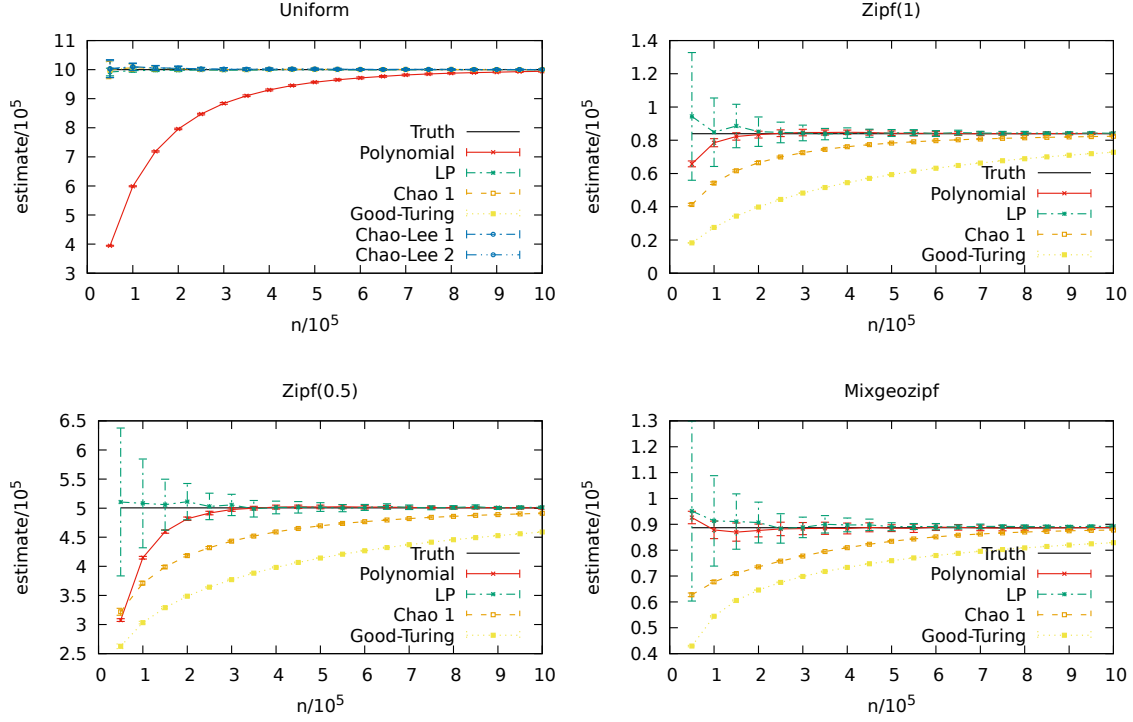 Uniform
11
10
9
8
7
6
5
4
3
estimate/10^5
Truth
Polynomial
LP
Chao 1
Good-Turing
Chao-Lee 1
Chao-Lee 2
0 1 2 3 4 5 6 7 8 9 10
n/10^5
Zipf(1)
1.4
1.2
1
0.8
0.6
0.4
0.2
0
estimate/10^5
Truth
Polynomial
LP
Chao 1
Good-Turing
0 1 2 3 4 5 6 7 8 9 10
n/10^5
Zipf(0.5)
6.5
6
5.5
5
4.5
4
3.5
3
2.5
estimate/10^5
Truth
Polynomial
LP
Chao 1
Good-Turing
0 1 2 3 4 5 6 7 8 9 10
n/10^5
Mixgeozipf
1.3
1.2
1.1
1
0.9
0.8
0.7
0.6
0.5
0.4
estimate/10^5
Truth
Polynomial
LP
Chao 1
Good-Turing
0 1 2 3 4 5 6 7 8 9 10
n/10^5